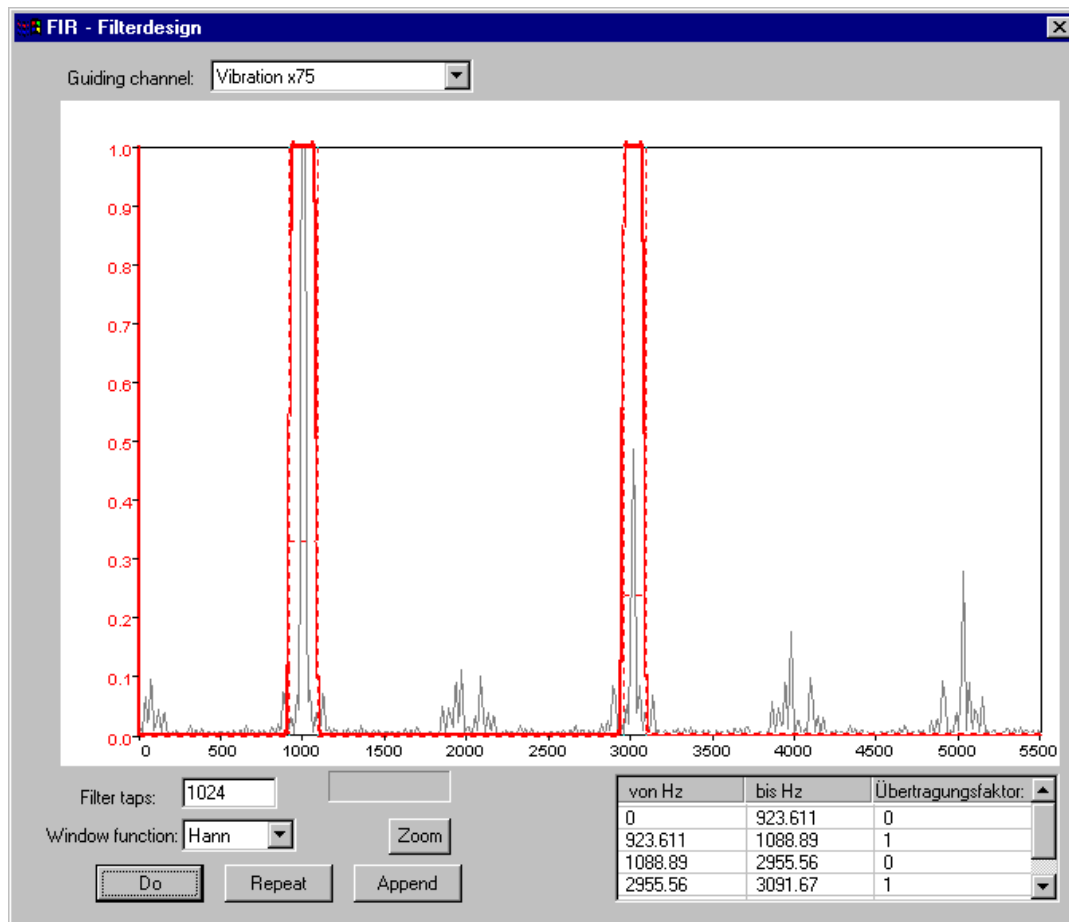 FIR - Filterdesign
Guiding channel: Vibration x75
1.0
0.9
0.8
0.7
0.6
0.5
0.4
0.3
0.2
0.1
0.0
0 500 1000 1500 2000 2500 3000 3500 4000 4500 5000 5500
Filter taps: 1024
Window function: Hann
Zoom
Do Repeat Append
von Hz bis Hz Übertragungsfaktor:
0 923.611 0
923.611 1088.89 1
1088.89 2955.56 0
2955.56 3091.67 1